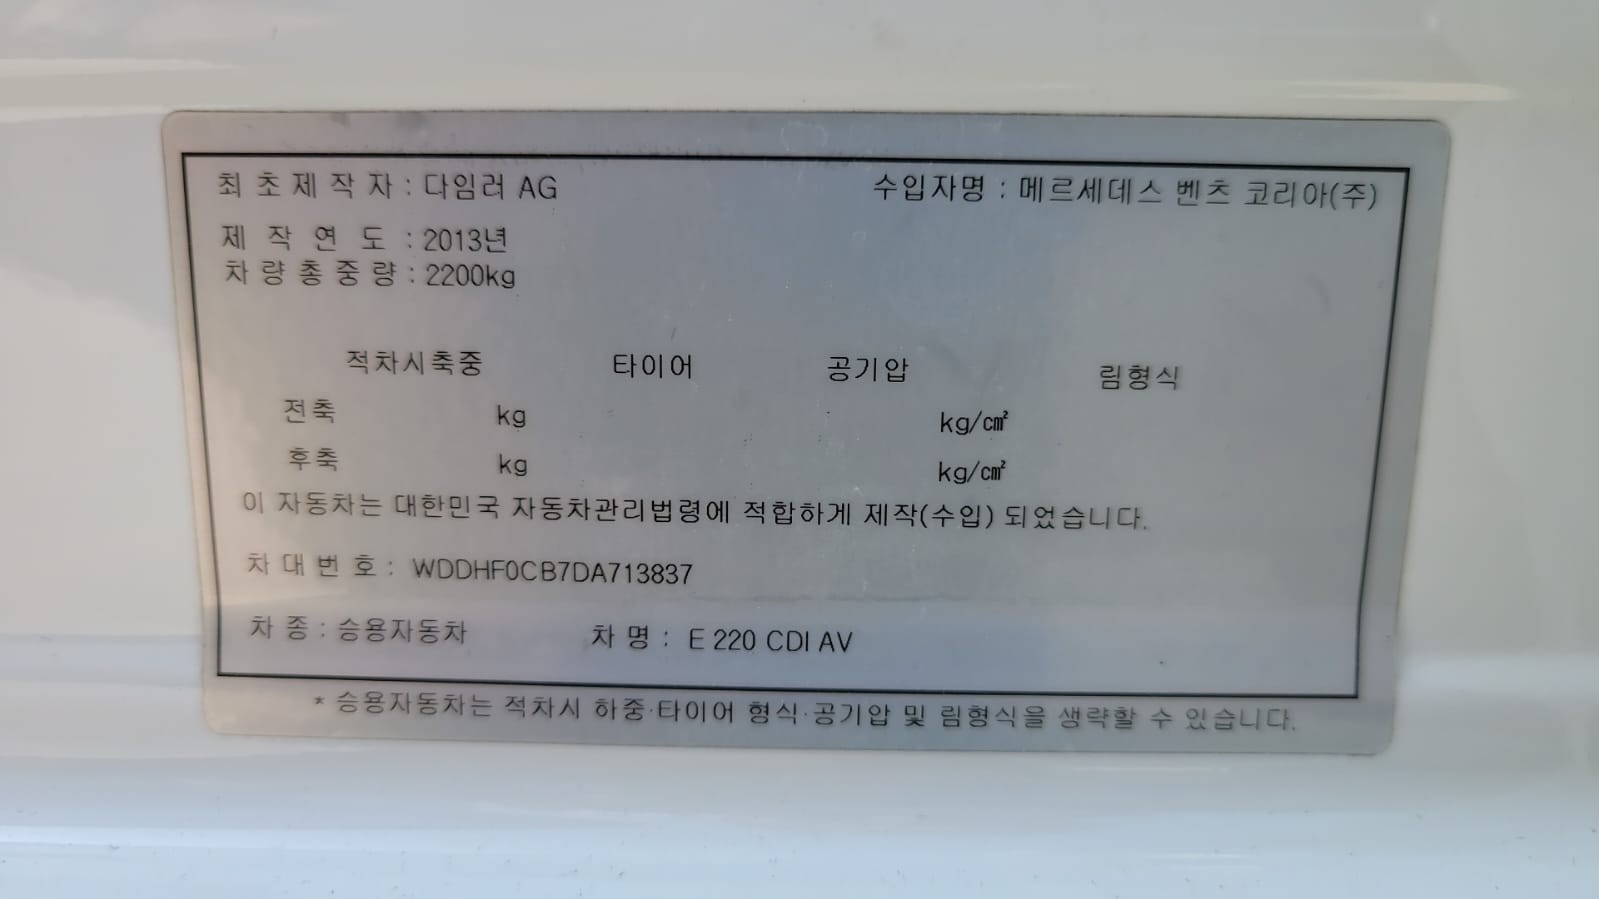 최초제작자 : 다임러 AG 수입자명 : 메르세데스 벤츠 코리아(주)
제작연도 : 2013년
차량총중량 : 2200kg
적차시축중 타이어 공기압 림형식
전축 kg kg/㎠
후축 kg kg/㎠
이 자동차는 대한민국 자동차관리법령에 적합하게 제작(수입) 되었습니다.
차대번호 : WDDHF0CB7DA713837
차종 : 승용자동차 차명 : E 220 CDI AV
* 승용자동차는 적차시 하중·타이어 형식·공기압 및 림형식을 생략할 수 있습니다.